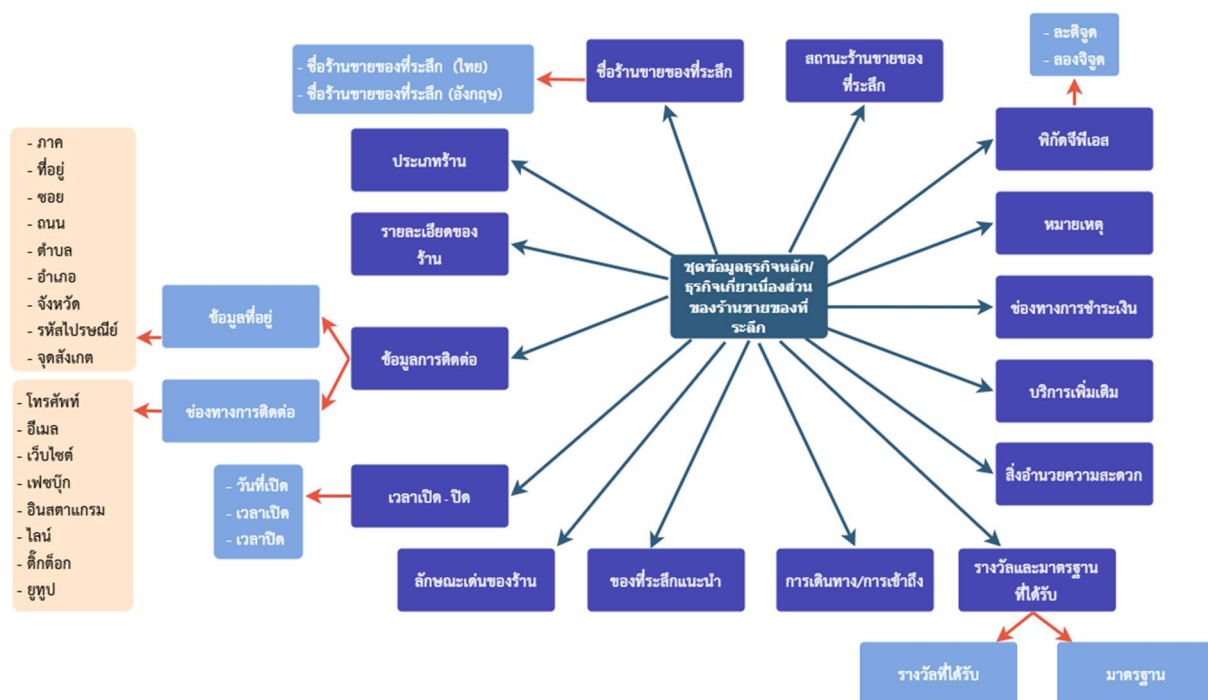 - ละติจูด
- ลองจิจูด
- ชื่อร้านขายของที่ระลึก (ไทย)
- ชื่อร้านขายของที่ระลึก (อังกฤษ)
ชื่อร้านขายของที่ระลึก
สถานะร้านขายของ
ที่ระลึก
พิกัดจีพีเอส
ประเภทร้าน
- ภาค
- ที่อยู่
- ซอย
- ถนน
- ตำบล
- อำเภอ
- จังหวัด
- รหัสไปรษณีย์
- จุดสังเกต
รายละเอียดของ
ร้าน
หมายเหตุ
ชุดข้อมูลธุรกิจหลัก/
ธุรกิจเกี่ยวเนื่องส่วน
ของร้านขายของที่
ระลึก
ข้อมูลที่อยู่
ช่องทางการชำระเงิน
ข้อมูลการติดต่อ
ช่องทางการติดต่อ
บริการเพิ่มเติม
- โทรศัพท์
- อีเมล
- เว็บไซต์
- เฟซบุ๊ก
- อินสตาแกรม
- ไลน์
- ติ๊กต็อก
- ยูทูป
- วันที่เปิด
- เวลาเปิด
- เวลาปิด
เวลาเปิด - ปิด
สิ่งอำนวยความสะดวก
ลักษณะเด่นของร้าน
ของที่ระลึกแนะนำ
การเดินทาง/การเข้าถึง
รางวัลและมาตรฐาน
ที่ได้รับ
รางวัลที่ได้รับ
มาตรฐาน